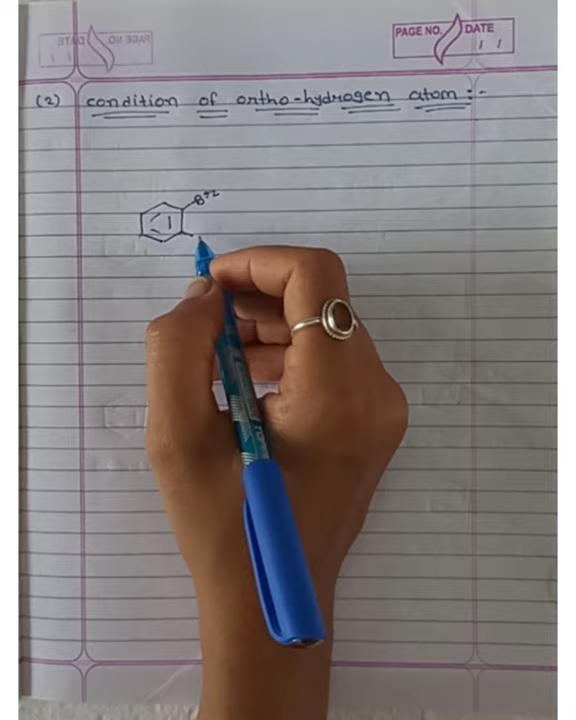 PAGE NO. DATE
/ /
(2) condition of ortho-hydrogen atom :-